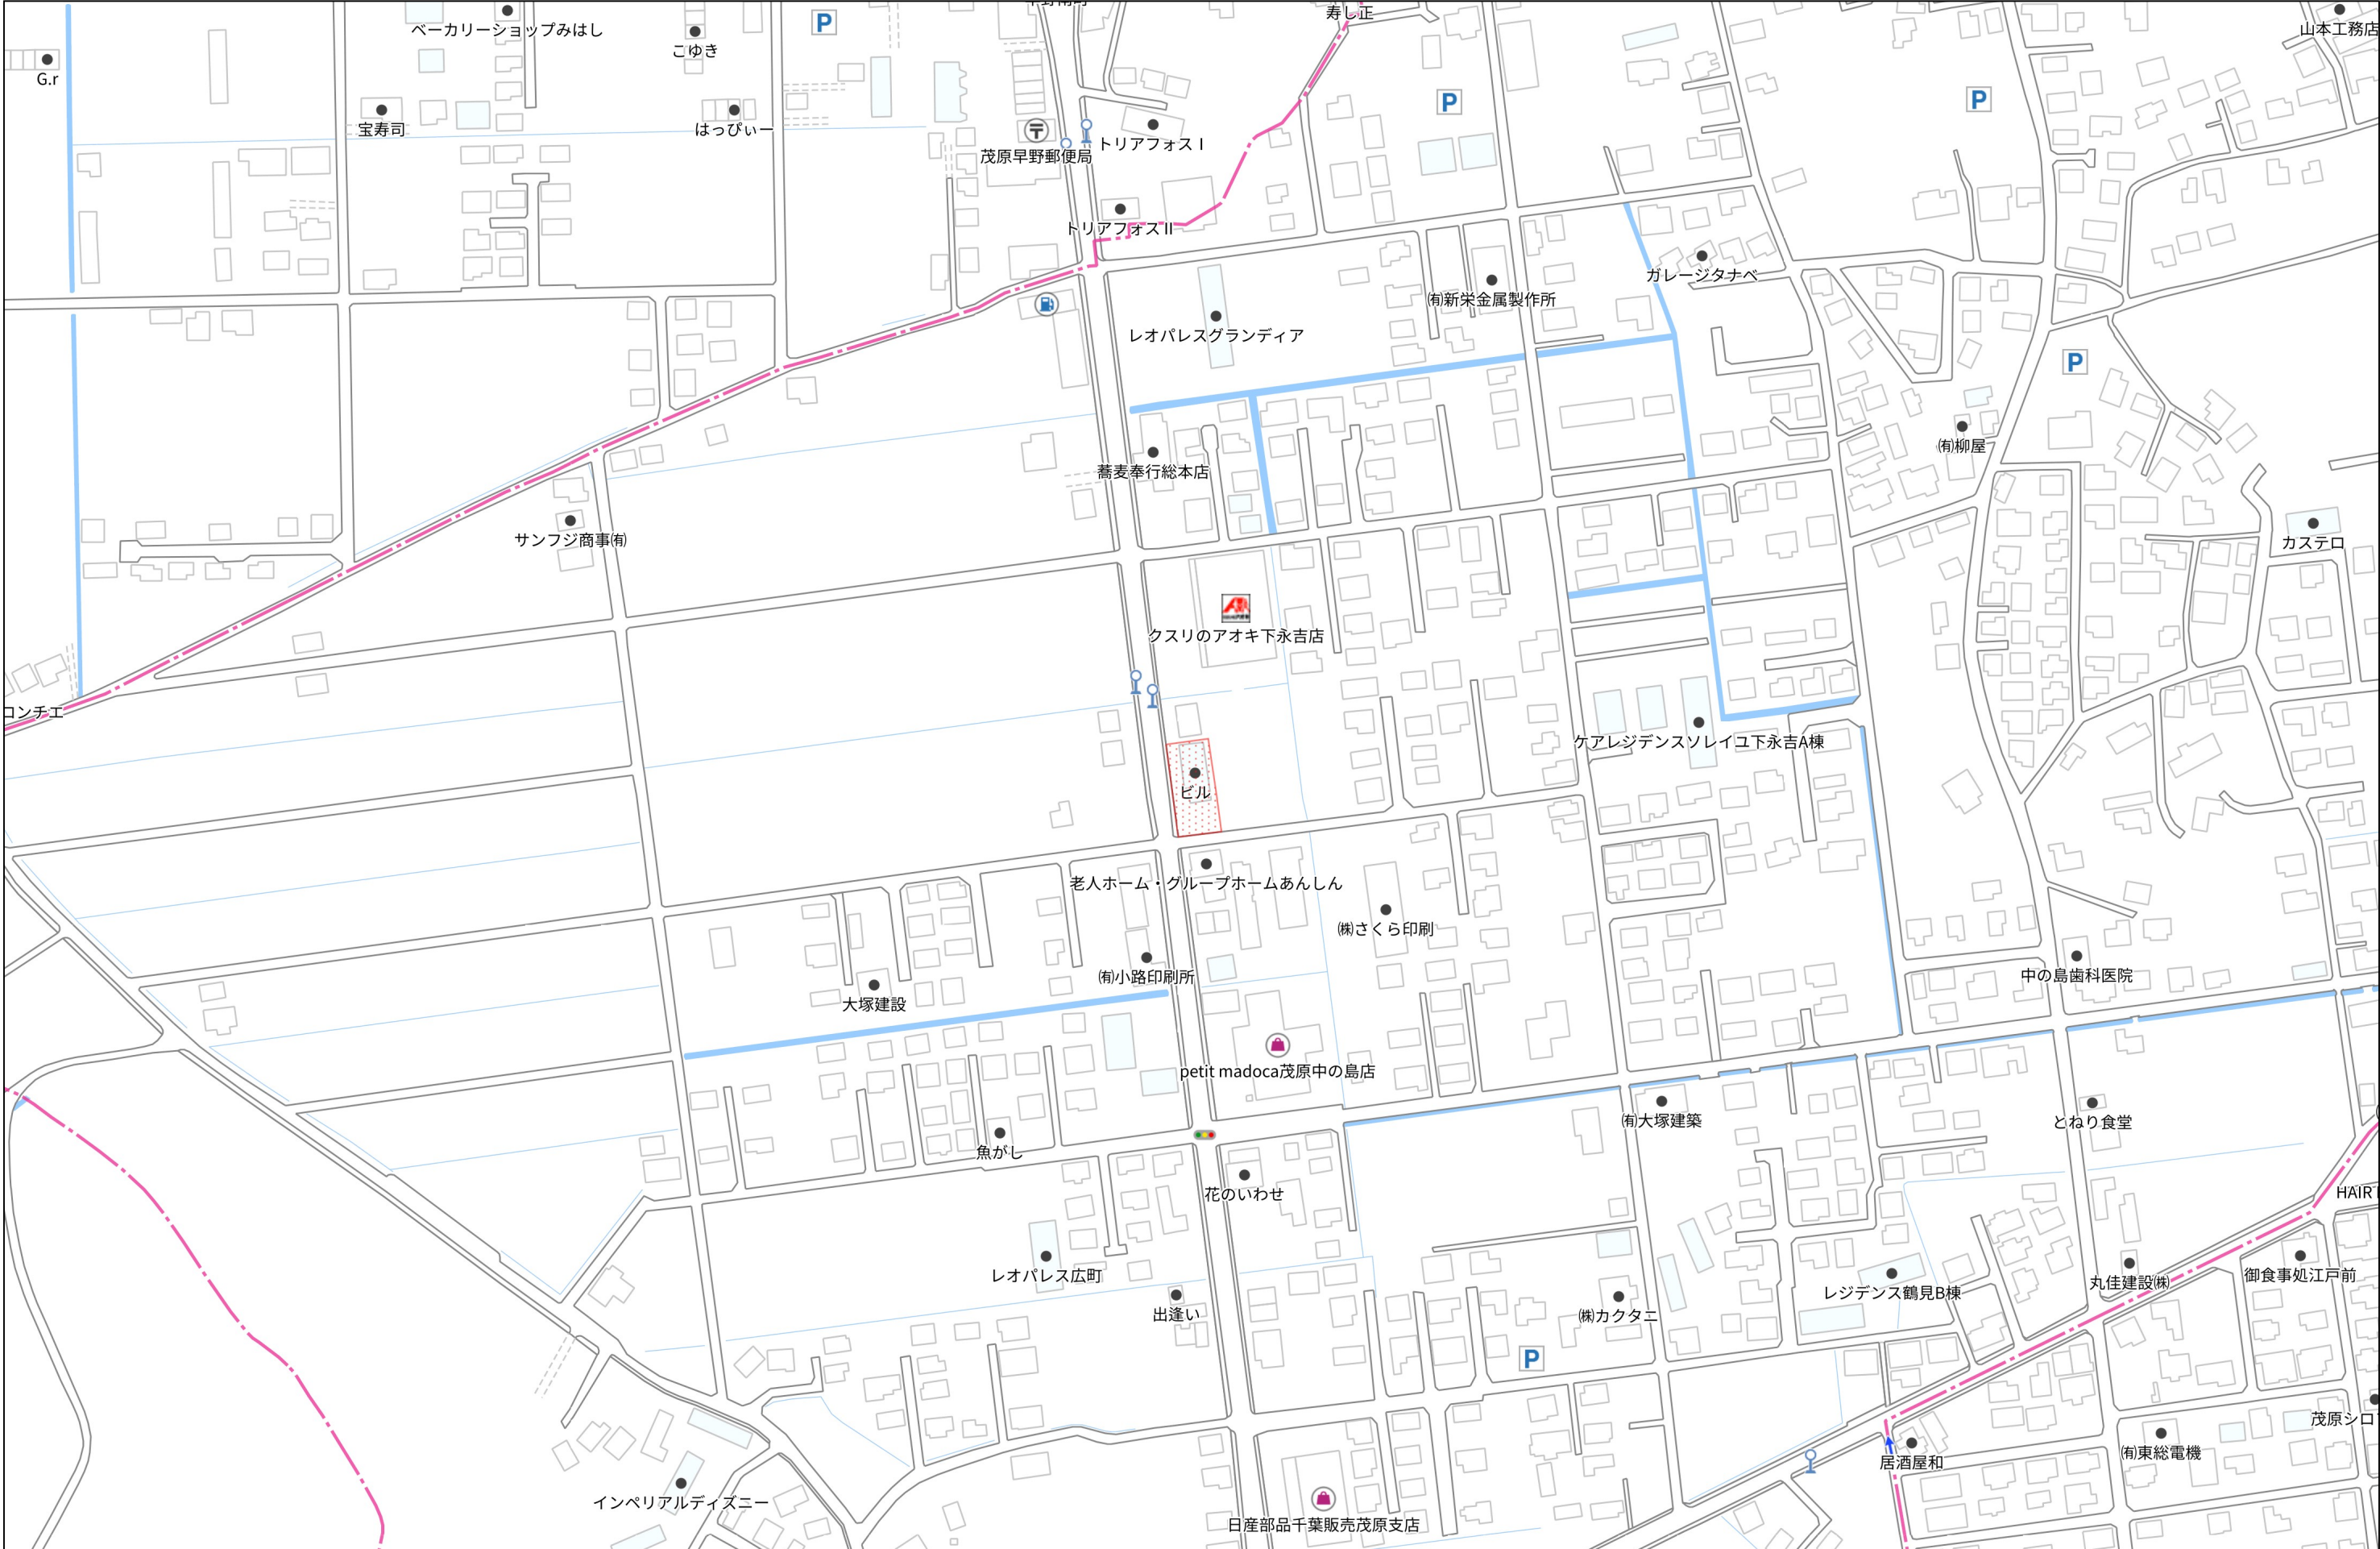 早野南町
寿し正
ベーカリーショップみはし
こゆき
P
山本工務店
G.r
P
P
宝寿司
はっぴぃー
トリアフォスⅠ
茂原早野郵便局
トリアフォスⅡ
ガレージタナベ
㈲新栄金属製作所
レオパレスグランディア
P
㈲柳屋
蕎麦奉行総本店
サンフジ商事㈲
カステロ
クスリのアオキ下永吉店
コンチエ
ケアレジデンスソレイユ下永吉A棟
ビル
老人ホーム・グループホームあんしん
㈱さくら印刷
㈲小路印刷所
中の島歯科医院
大塚建設
petit madoca茂原中の島店
㈲大塚建築
とねり食堂
魚がし
花のいわせ
HAIR
レオパレス広町
御食事処江戸前
丸佳建設㈱
レジデンス鶴見B棟
出逢い
㈱カクタニ
P
茂原シロ
㈲東総電機
居酒屋和
インペリアルディズニー
日産部品千葉販売茂原支店